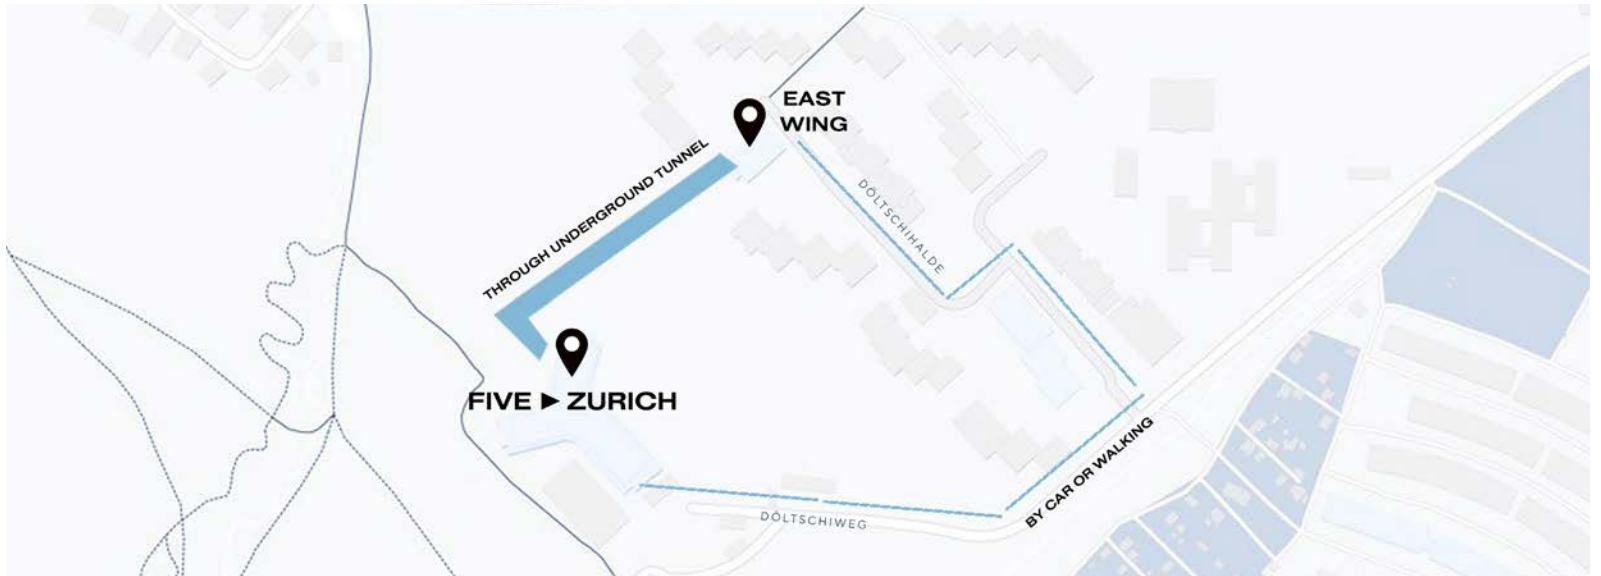 EAST
WING
THROUGH UNDERGROUND TUNNEL
DÖLTSCHIHALDE
FIVE ► ZURICH
BY CAR OR WALKING
DÖLTSCHIWEG